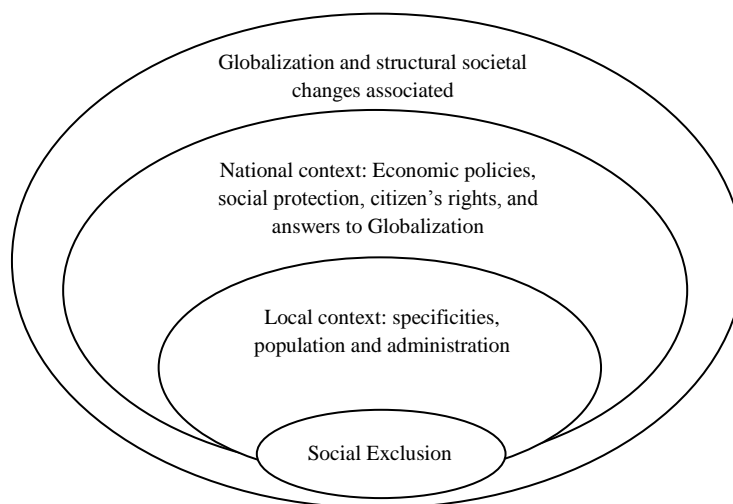 Globalization and structural societal
changes associated
National context: Economic policies,
social protection, citizen’s rights, and
answers to Globalization
Local context: specificities,
population and administration
Social Exclusion